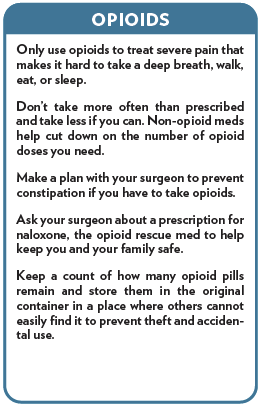 OPIOIDS
Only use opioids to treat severe pain that
makes it hard to take a deep breath, walk,
eat, or sleep.
Don't take more often than prescribed
and take less if you can. Non-opioid meds
help cut down on the number of opioid
doses you need.
Make a plan with your surgeon to prevent
constipation if you have to take opioids.
Ask your surgeon about a prescription for
naloxone, the opioid rescue med to help
keep you and your family safe.
Keep a count of how many opioid pills
remain and store them in the original
container in a place where others cannot
easily find it to prevent theft and acciden-
tal use.